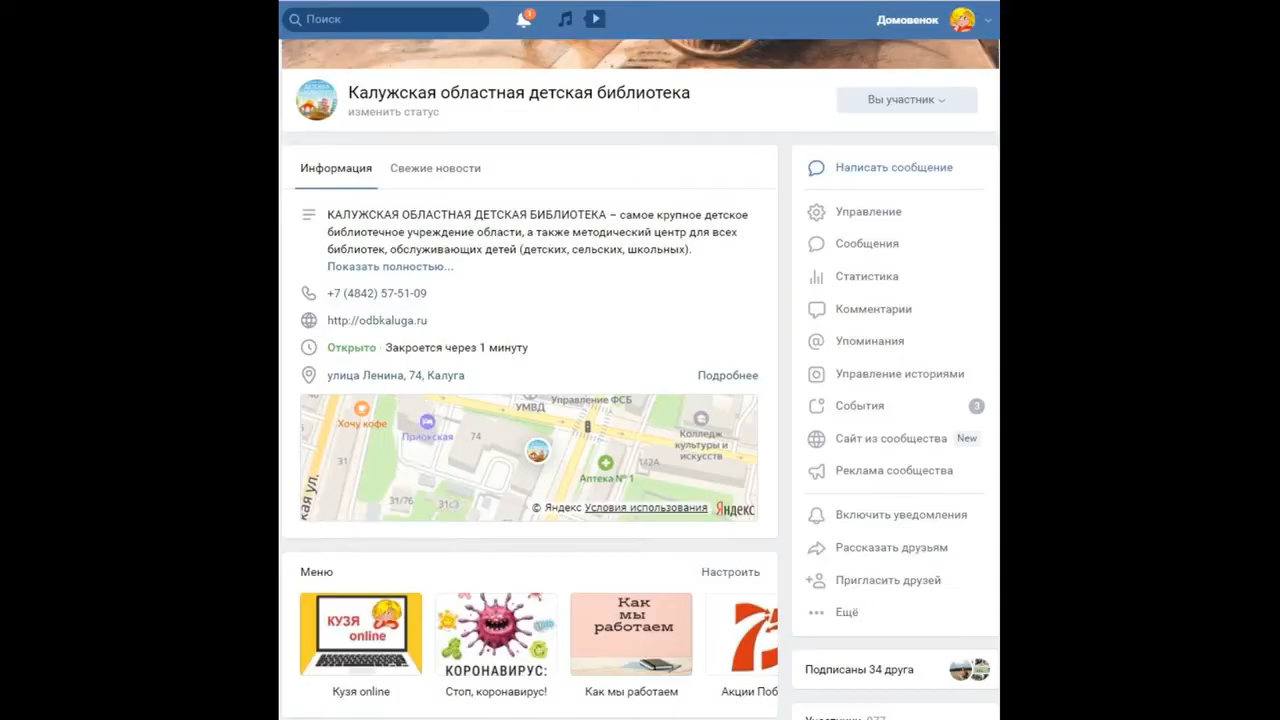 Поиск
1
Домовенок
Калужская областная детская библиотека
изменить статус
Вы участник
Информация
Свежие новости
КАЛУЖСКАЯ ОБЛАСТНАЯ ДЕТСКАЯ БИБЛИОТЕКА – самое крупное детское
библиотечное учреждение области, а также методический центр для всех
библиотек, обслуживающих детей (детских, сельских, школьных).
Показать полностью...
+7 (4842) 57-51-09
http://odbkaluga.ru
Открыто · Закроется через 1 минуту
улица Ленина, 74, Калуга
Подробнее
УМВД
Управление ФСБ
Хочу кофе
Приокская
74
Колледж
культуры и
искусств
31
142А
Аптека № 1
31/76
31с3
кая ул.
© Яндекс Условия использования
Яндекс
Меню
Настроить
КУЗЯ
online
КОРОНАВИРУС:
Как
мы
работаем
Кузя online
Стоп, коронавирус!
Как мы работаем
Акции Поб
Написать сообщение
Управление
Сообщения
Статистика
Комментарии
Упоминания
Управление историями
События
3
Сайт из сообщества
New
Реклама сообщества
Включить уведомления
Рассказать друзьям
Пригласить друзей
Ещё
Подписаны 34 друга